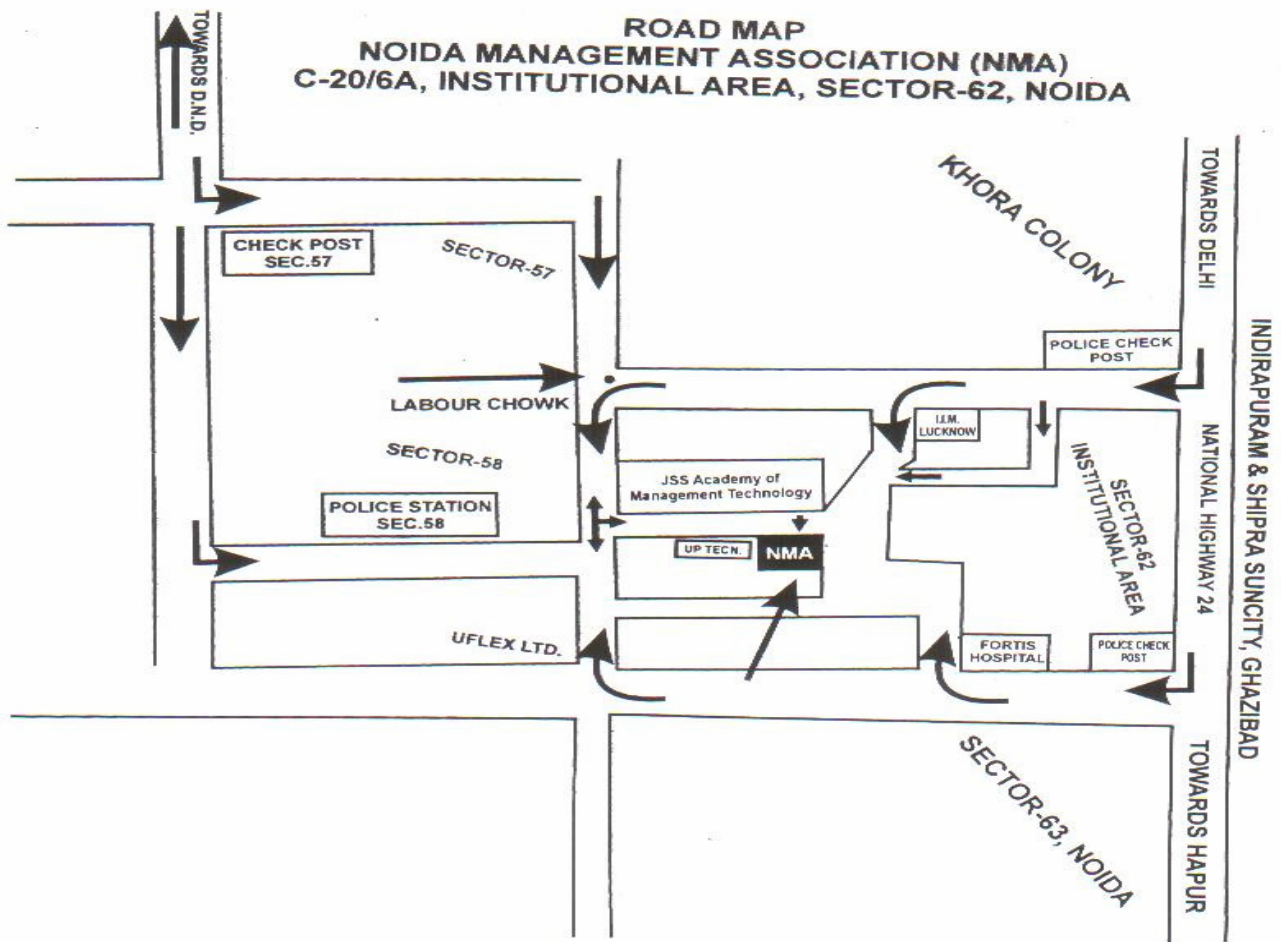 ROAD MAP
NOIDA MANAGEMENT ASSOCIATION (NMA)
C-20/6A, INSTITUTIONAL AREA, SECTOR-62, NOIDA
TOWARDS D.N.D.
KHORA COLONY
TOWARDS DELHI
CHECK POST
SEC.57
SECTOR-57
POLICE CHECK
POST
INDIRAPURAM & SHIPRA SUNCITY, GHAZIBAD
LABOUR CHOWK
I.I.M.
LUCKNOW
NATIONAL HIGHWAY 24
SECTOR-58
JSS Academy of
Management Technology
SECTOR-62
INSTITUTIONAL AREA
POLICE STATION
SEC.58
UP TECN.
NMA
UFLEX LTD.
FORTIS
HOSPITAL
POLICE CHECK
POST
SECTOR-63, NOIDA
TOWARDS HAPUR